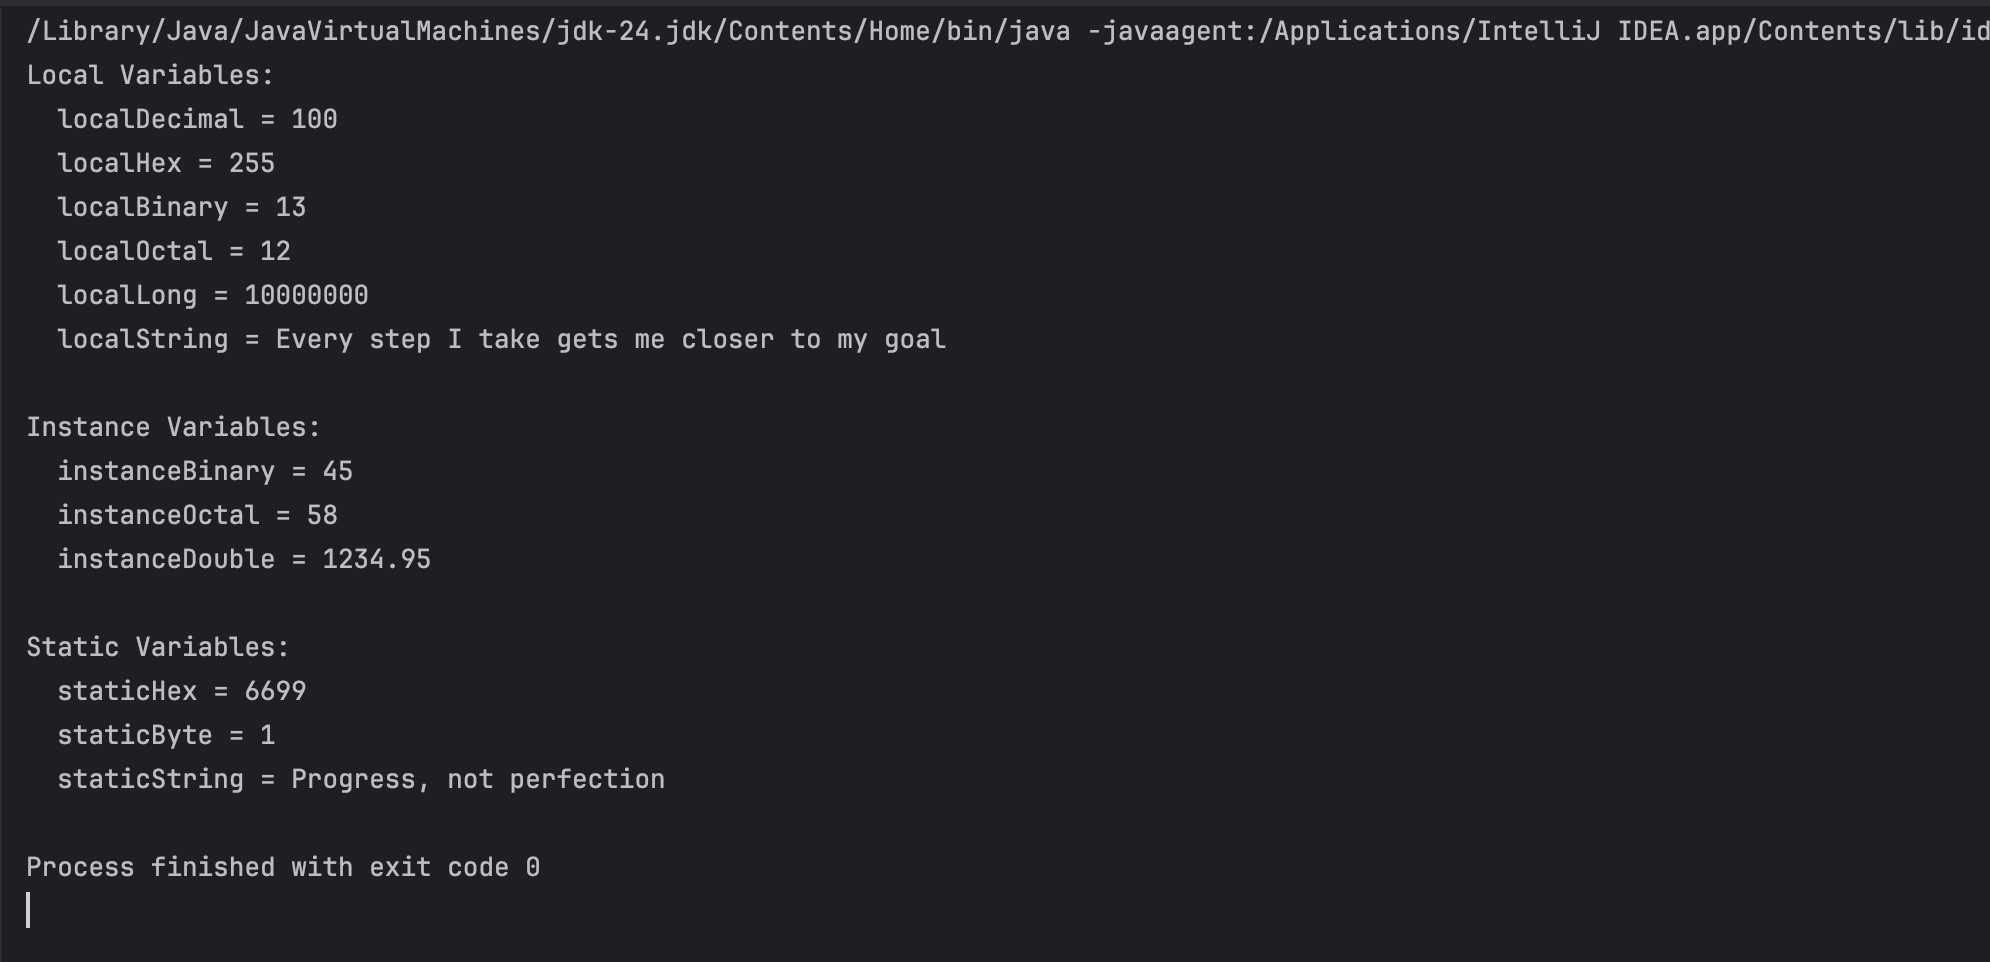 /Library/Java/JavaVirtualMachines/jdk-24.jdk/Contents/Home/bin/java -javaagent:/Applications/IntelliJ IDEA.app/Contents/lib/id
Local Variables:
  localDecimal = 100
  localHex = 255
  localBinary = 13
  localOctal = 12
  localLong = 10000000
  localString = Every step I take gets me closer to my goal

Instance Variables:
  instanceBinary = 45
  instanceOctal = 58
  instanceDouble = 1234.95

Static Variables:
  staticHex = 6699
  staticByte = 1
  staticString = Progress, not perfection

Process finished with exit code 0